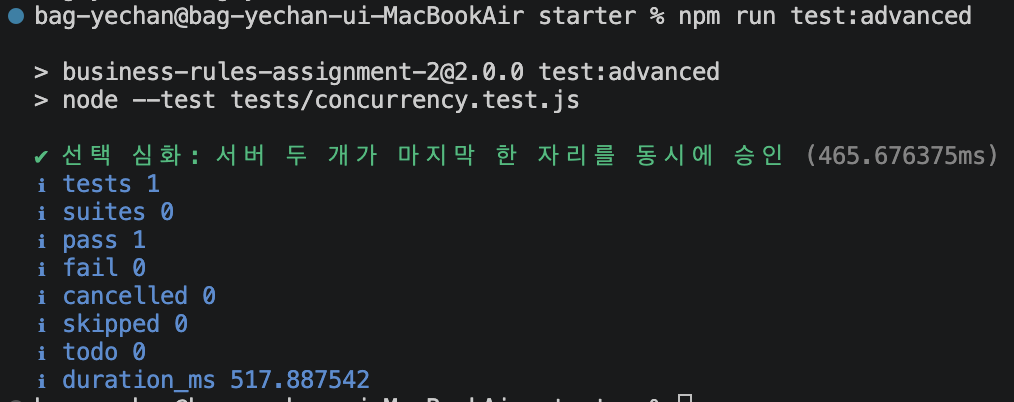 bag-yechan@bag-yechan-ui-MacBookAir starter % npm run test:advanced
> business-rules-assignment-2@2.0.0 test:advanced
> node --test tests/concurrency.test.js
✔ 선택 심화: 서버 두 개가 마지막 한 자리를 동시에 승인 (465.676375ms)
ℹ tests 1
ℹ suites 0
ℹ pass 1
ℹ fail 0
ℹ cancelled 0
ℹ skipped 0
ℹ todo 0
ℹ duration_ms 517.887542